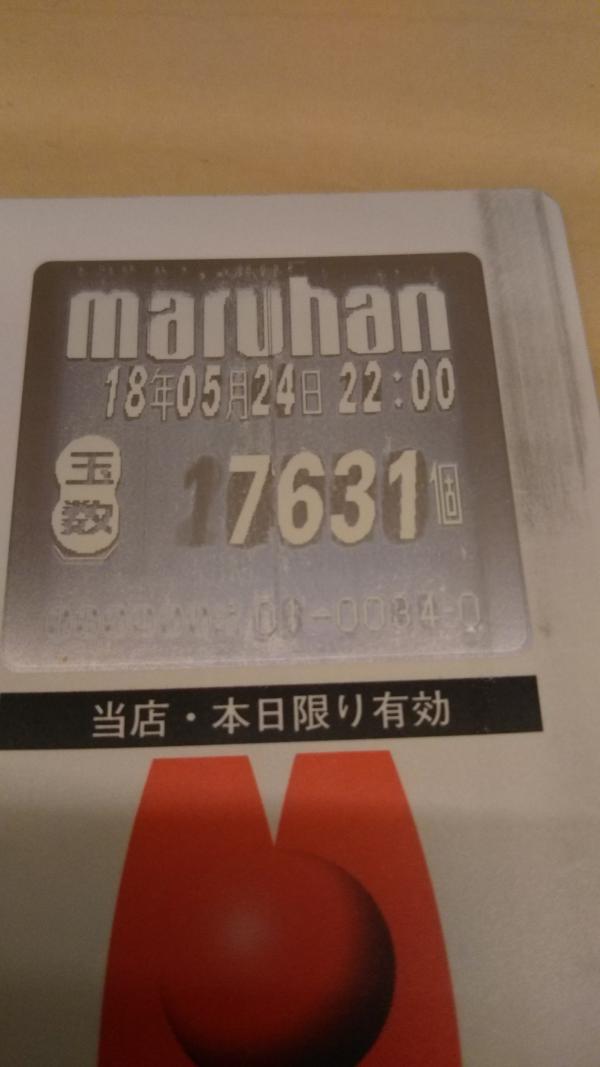 maruhan
18年05月24日 22:00
玉数 7631個
当店・本日限り有効